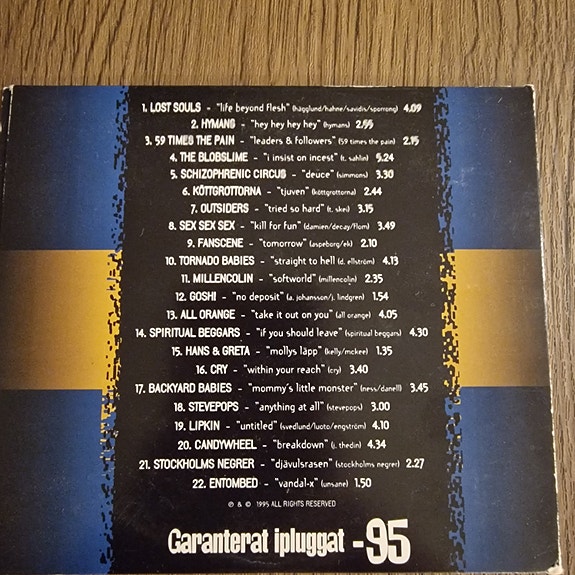 1. LOST SOULS - "life beyond flesh" (hägglund/hahne/savidis/sporrong) 4.09
2. HYMANS - "hey hey hey hey" (hymans) 2.55
3. 59 TIMES THE PAIN - "leaders & followers" (59 times the pain) 2.15
4. THE BLOBSLIME - "i insist on incest" (t. sahlin) 5.24
5. SCHIZOPHRENIC CIRCUS - "deuce" (simmons) 3.30
6. KÖTTGROTTORNA - "tjuven" (köttgrottorna) 2.44
7. OUTSIDERS - "tried so hard" (t. skei) 3.15
8. SEX SEX SEX - "kill for fun" (damien/decay/flom) 3.49
9. FANSCENE - "tomorrow" (aspeborg/ek) 2.10
10. TORNADO BABIES - "straight to hell (d. ellström) 4.13
11. MILLENCOLIN - "softworld" (millencolin) 2.35
12. GOSHI - "no deposit" (a. johansson/j. lindgren) 1.54
13. ALL ORANGE - "take it out on you" (all orange) 4.05
14. SPIRITUAL BEGGARS - "if you should leave" (spiritual beggars) 4.30
15. HANS & GRETA - "mollys läpp" (kelly/mckee) 1.35
16. CRY - "within your reach" (cry) 3.40
17. BACKYARD BABIES - "mommy's little monster" (ness/danell) 3.45
18. STEVEPOPS - "anything at all" (stevepops) 3.00
19. LIPKIN - "untitled" (svedlund/luoto/engström) 4.10
20. CANDYWHEEL - "breakdown" (j. thedin) 4.34
21. STOCKHOLMS NEGRER - "djävulsrasen" (stockholms negrer) 2.27
22. ENTOMBED - "vandal-x" (unsane) 1.50
℗ & © 1995 ALL RIGHTS RESERVED
Garanterat ipluggat -95